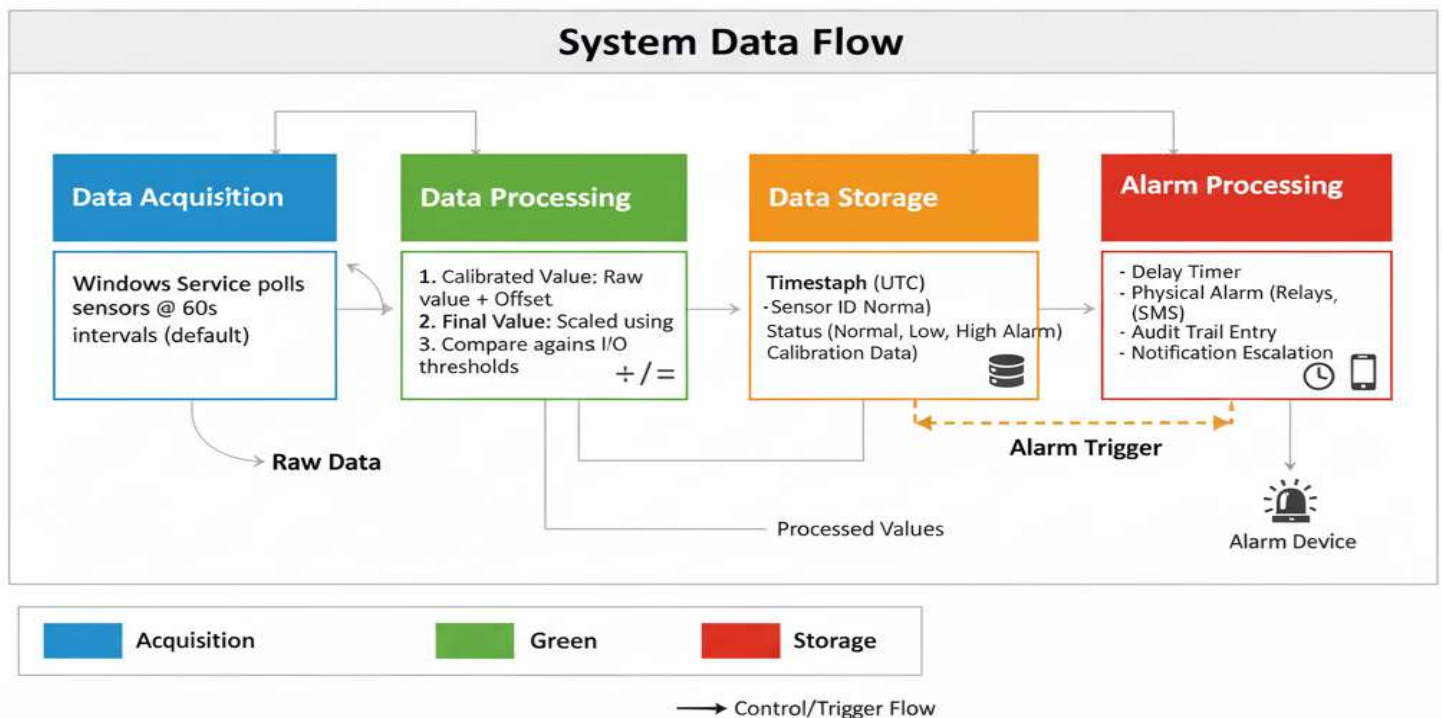 System Data Flow
Data Acquisition
Windows Service polls
sensors @ 60s
intervals (default)
Raw Data
Data Processing
1. Calibrated Value: Raw
value + Offset
2. Final Value: Scaled using
3. Compare agains I/O
thresholds
÷ / =
Processed Values
Data Storage
Timestaph (UTC)
-Sensor ID Norma)
Status (Normal, Low, High Alarm)
Calibration Data)
Alarm Trigger
Alarm Processing
- Delay Timer
- Physical Alarm (Relays,
(SMS)
- Audit Trail Entry
- Notification Escalation
Alarm Device
Acquisition
Green
Storage
Control/Trigger Flow